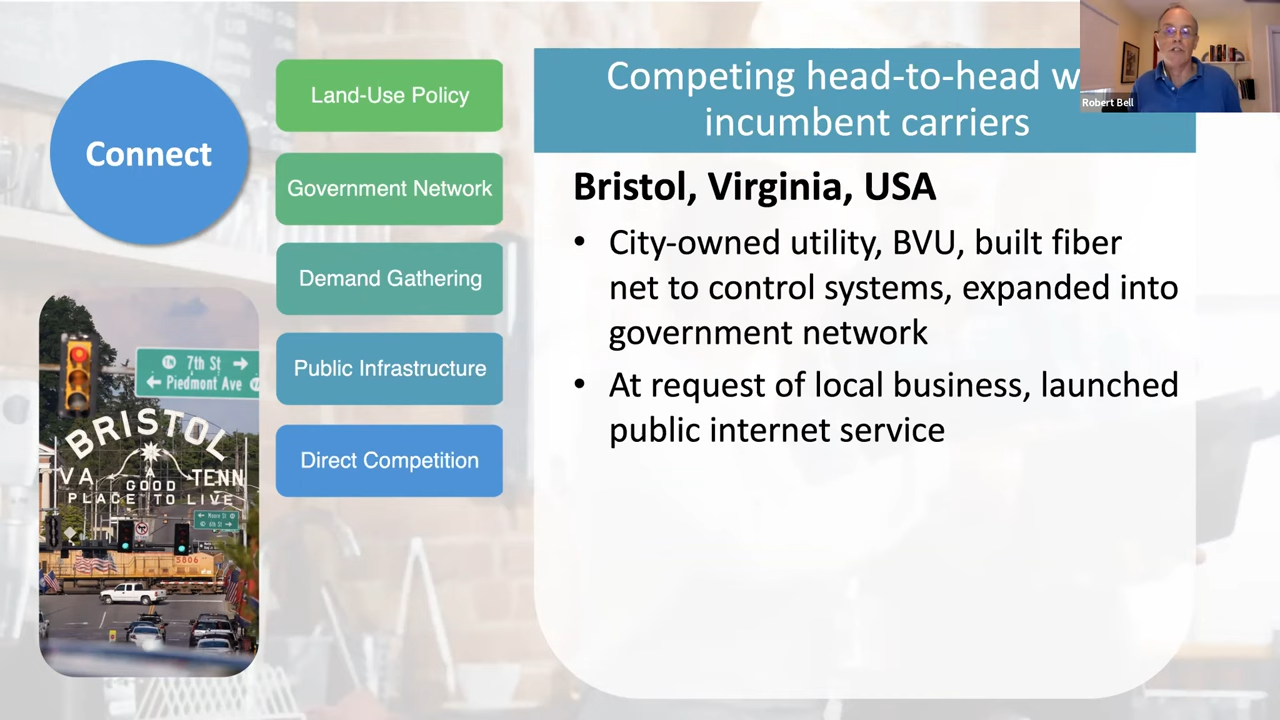 Connect
Land-Use Policy
Government Network
Demand Gathering
Public Infrastructure
Direct Competition
Competing head-to-head w
incumbent carriers
Robert Bell
Bristol, Virginia, USA
• City-owned utility, BVU, built fiber
net to control systems, expanded into
government network
• At request of local business, launched
public internet service
7th St →
← Piedmont Ave
BRISTOL
VA A TENN
GOOD
PLACE TO LIVE
5806